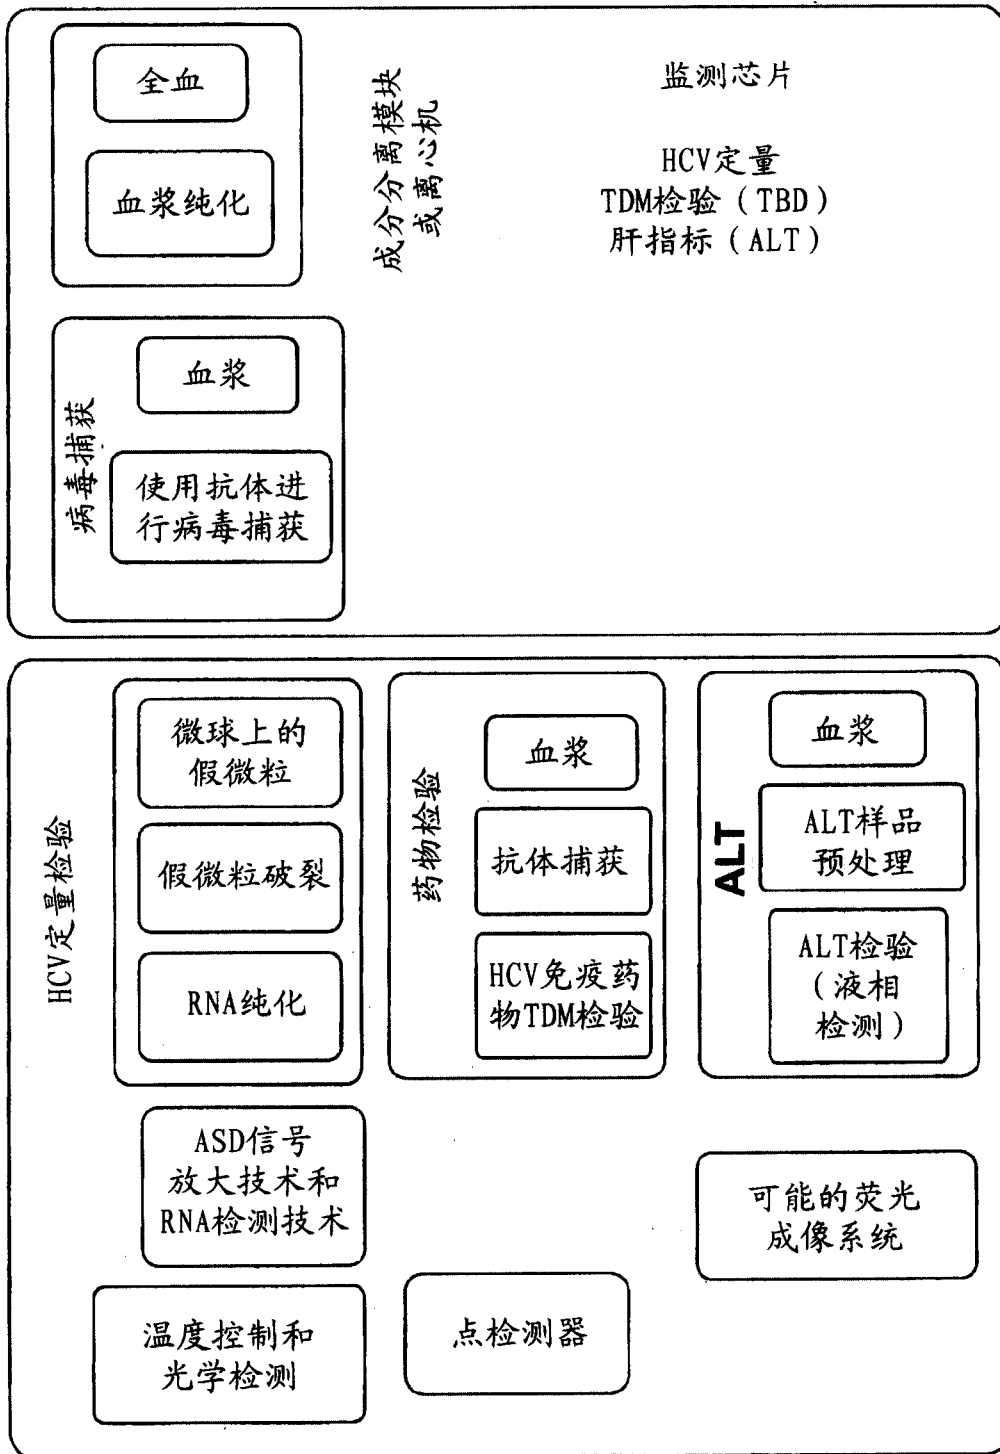 全血
血浆纯化
成分分离模块
或离心机
监测芯片
HCV定量
TDM检验（TBD）
肝指标（ALT）
病毒捕获
血浆
使用抗体进
行病毒捕获
HCV定量检验
微球上的
假微粒
假微粒破裂
RNA纯化
药物检验
血浆
抗体捕获
HCV免疫药
物TDM检验
ALT
血浆
ALT样品
预处理
ALT检验
（液相
检测）
ASD信号
放大技术和
RNA检测技术
可能的荧光
成像系统
温度控制和
光学检测
点检测器